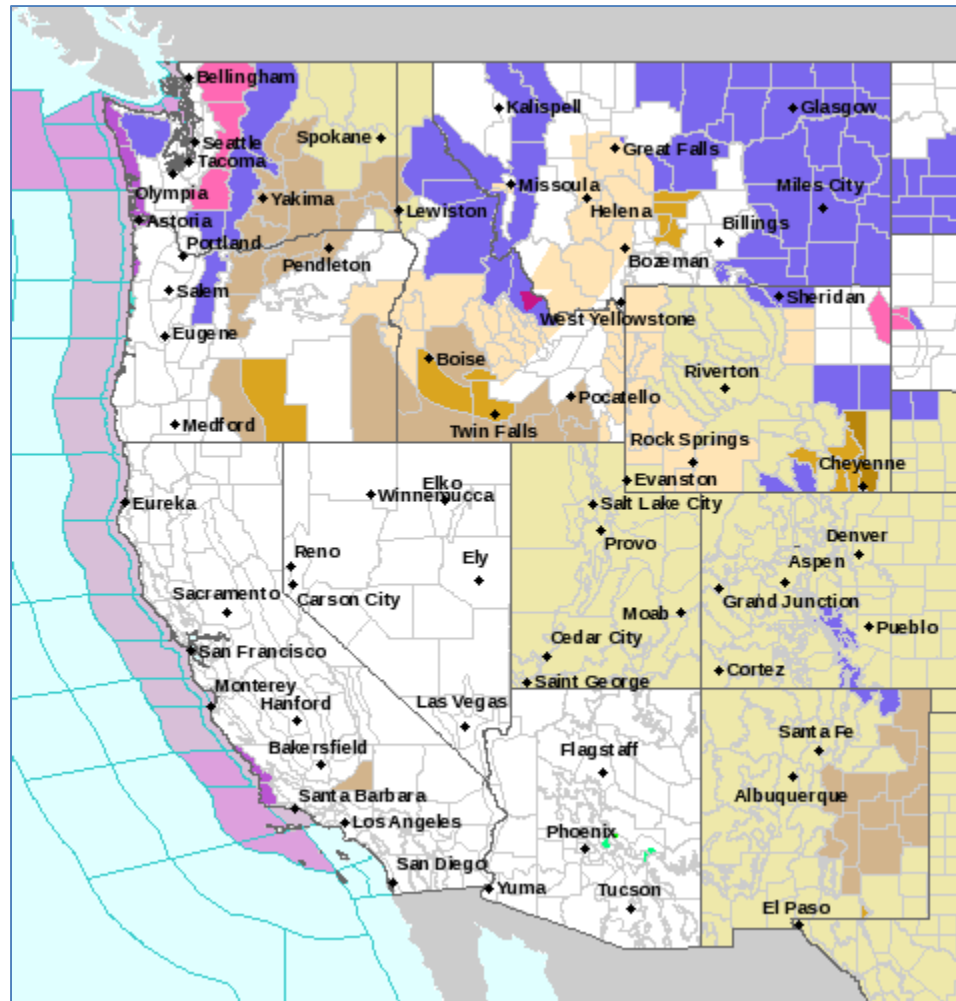 Bellingham
Kalispell
Glasgow
Seattle
Spokane
Great Falls
Tacoma
Missoula
Miles City
Olympia
Yakima
Lewiston
Helena
Astoria
Billings
Portland
Pendleton
Bozeman
Salem
Sheridan
West Yellowstone
Eugene
Boise
Riverton
Pocatello
Medford
Twin Falls
Rock Springs
Cheyenne
Elko
Evanston
Winnemucca
Eureka
Salt Lake City
Provo
Denver
Reno
Ely
Aspen
Sacramento
Carson City
Grand Junction
Moab
Pueblo
Cedar City
San Francisco
Cortez
Saint George
Monterey
Hanford
Las Vegas
Santa Fe
Bakersfield
Flagstaff
Albuquerque
Santa Barbara
Los Angeles
Phoenix
San Diego
Yuma
Tucson
El Paso